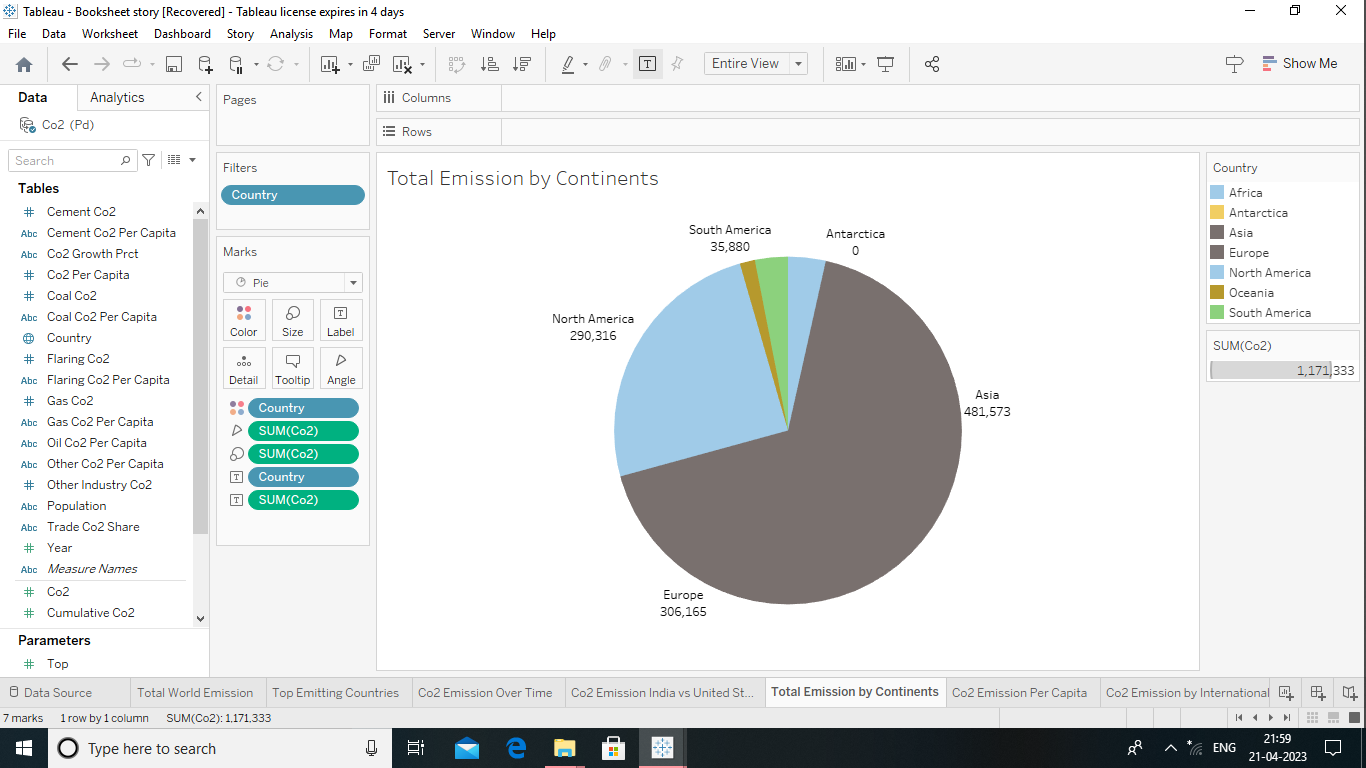 Tableau - Booksheet story [Recovered] - Tableau license expires in 4 days
File Data Worksheet Dashboard Story Analysis Map Format Server Window Help
Entire View
Show Me
Data Analytics
Co2 (Pd)
Search
Tables
Cement Co2
Abc Cement Co2 Per Capita
Abc Co2 Growth Prct
Co2 Per Capita
Coal Co2
Abc Coal Co2 Per Capita
Country
Flaring Co2
Abc Flaring Co2 Per Capita
Gas Co2
Abc Gas Co2 Per Capita
Abc Oil Co2 Per Capita
Abc Other Co2 Per Capita
Other Industry Co2
Abc Population
Abc Trade Co2 Share
Year
Abc Measure Names
Co2
Cumulative Co2
Parameters
Top
Pages
Filters
Country
Marks
Pie
Color Size Label
Detail Tooltip Angle
Country
SUM(Co2)
SUM(Co2)
Country
SUM(Co2)
Columns
Rows
Total Emission by Continents
South America
35,880
Antarctica
0
North America
290,316
Asia
481,573
Europe
306,165
Country
Africa
Antarctica
Asia
Europe
North America
Oceania
South America
SUM(Co2)
1,171,333
Data Source Total World Emission Top Emitting Countries Co2 Emission Over Time Co2 Emission India vs United St... Total Emission by Continents Co2 Emission Per Capita Co2 Emission by International
7 marks 1 row by 1 column SUM(Co2): 1,171,333
Type here to search
ENG
21:59
21-04-2023